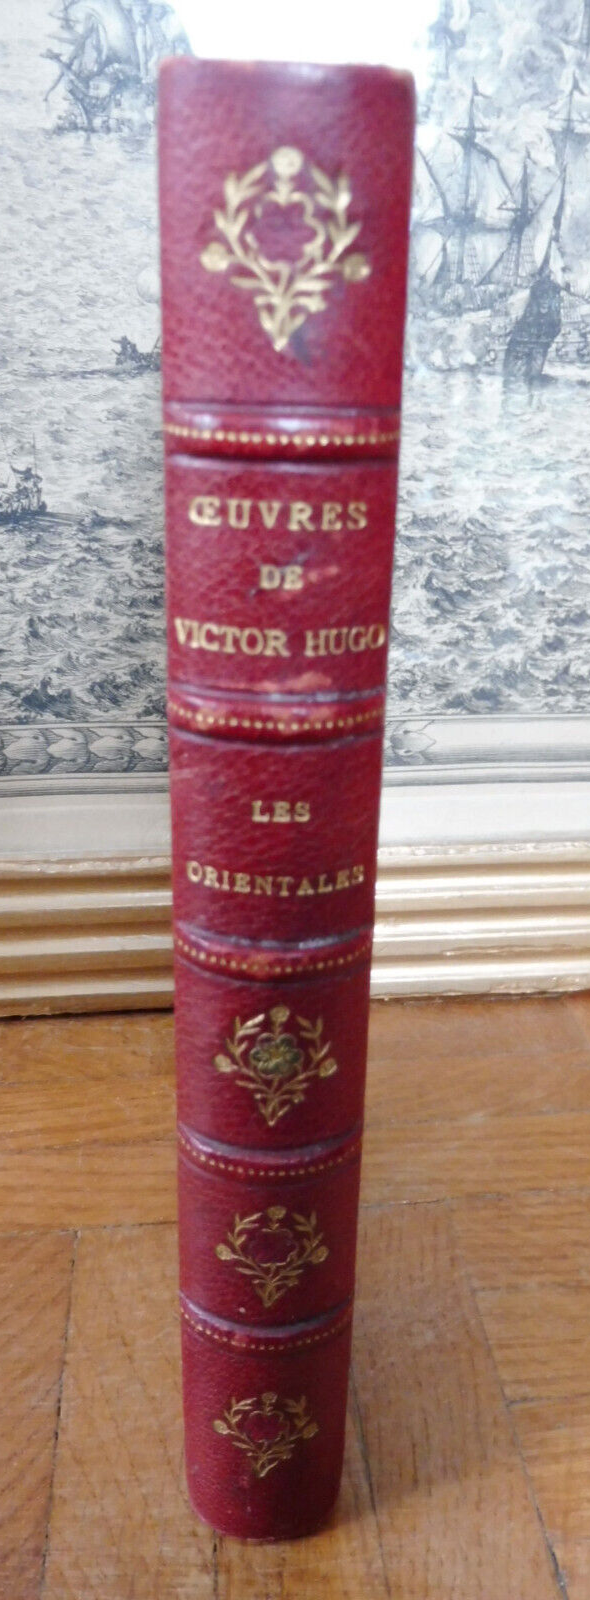 ŒUVRES
DE
VICTOR HUGO
LES
ORIENTALES